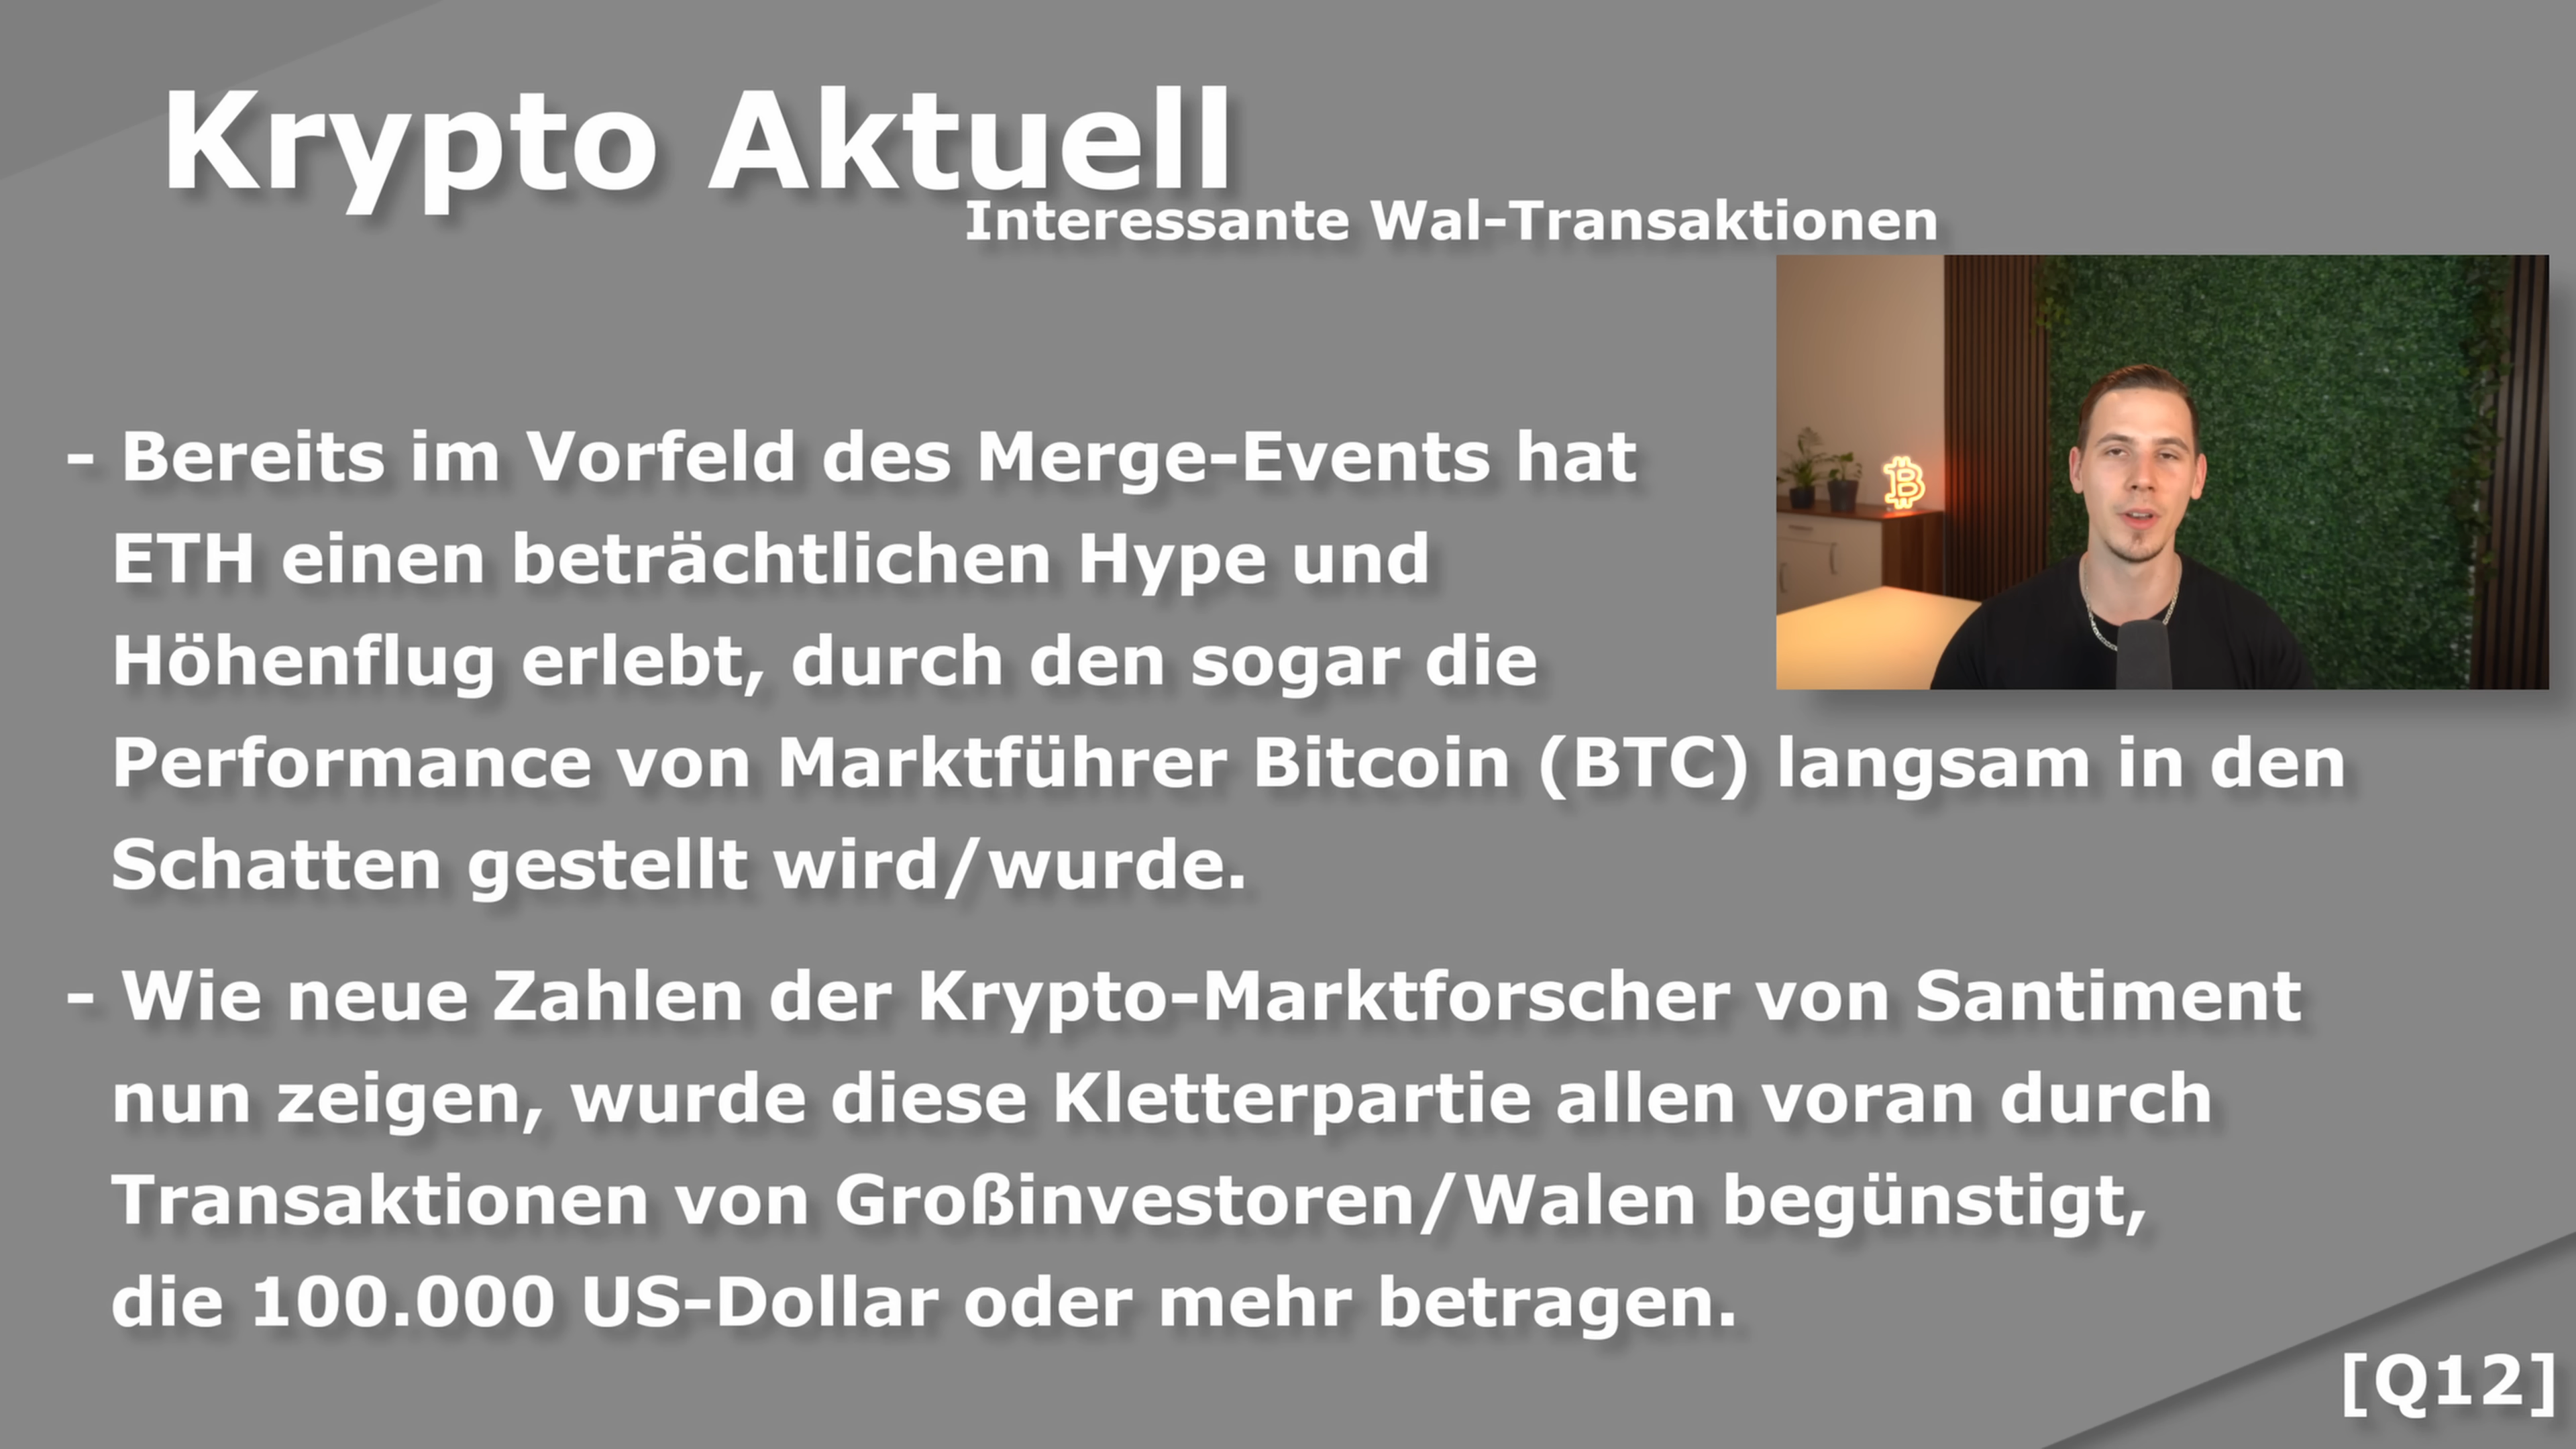 Krypto Aktuell
Interessante Wal-Transaktionen
- Bereits im Vorfeld des Merge-Events hat
ETH einen beträchtlichen Hype und
Höhenflug erlebt, durch den sogar die
Performance von Marktführer Bitcoin (BTC) langsam in den
Schatten gestellt wird/wurde.
- Wie neue Zahlen der Krypto-Marktforscher von Santiment
nun zeigen, wurde diese Kletterpartie allen voran durch
Transaktionen von Großinvestoren/Walen begünstigt,
die 100.000 US-Dollar oder mehr betragen.
[Q12]